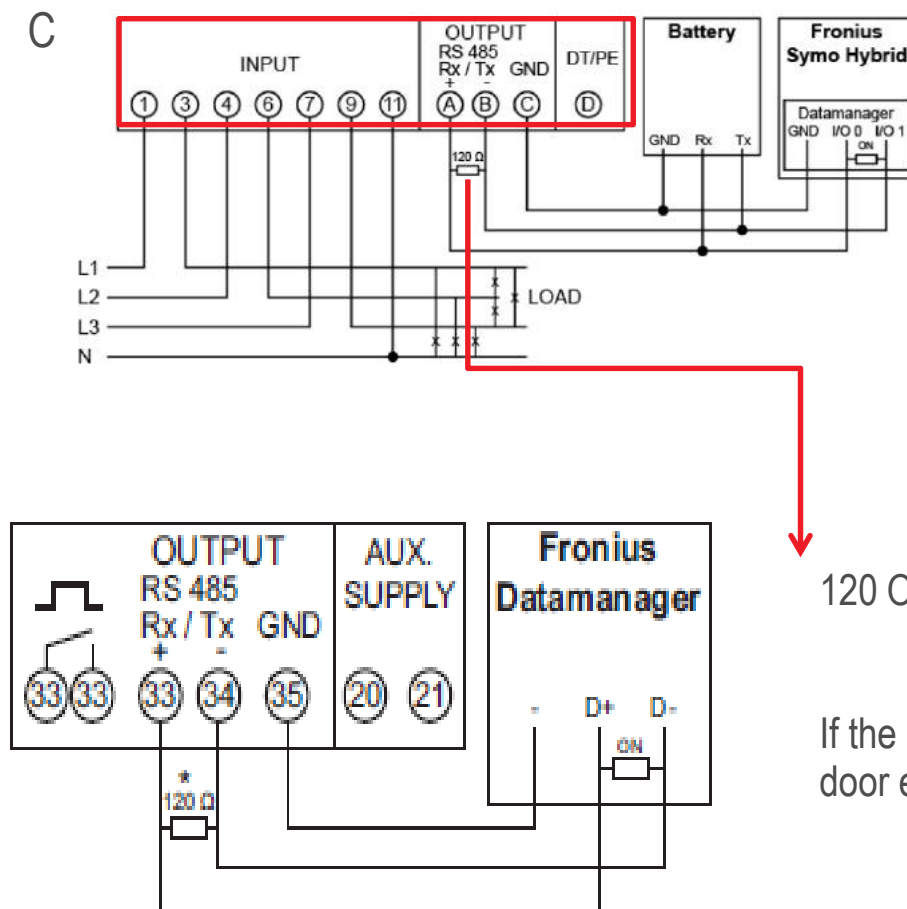 C
INPUT
OUTPUT
RS 485
Rx / Tx GND
+ -
DT/PE
1 3 4 6 7 9 11 A B C D
120 Ω
Battery
GND Rx Tx
Fronius
Symo Hybrid
Datamanager
GND I/O 0 I/O 1
ON
L1
L2
L3
N
LOAD
OUTPUT
RS 485
Rx / Tx GND
+ -
33 33 33 34 35
AUX.
SUPPLY
20 21
*
120 Ω
Fronius
Datamanager
- D+ D-
ON
120
If the
door